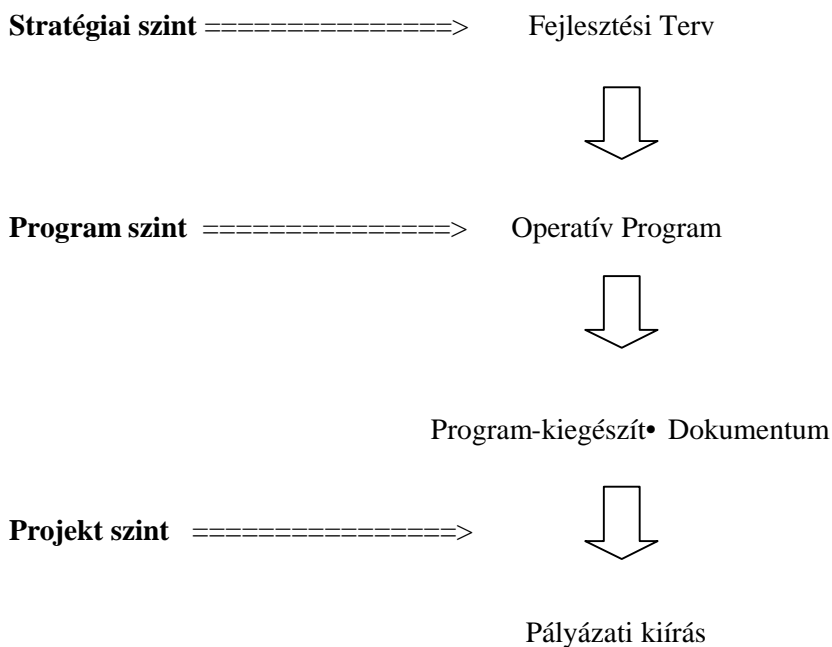 Stratégiai szint ===============> Fejlesztési Terv
Program szint ===============> Operatív Program
Program-kiegészít• Dokumentum
Projekt szint ================>
Pályázati kiírás